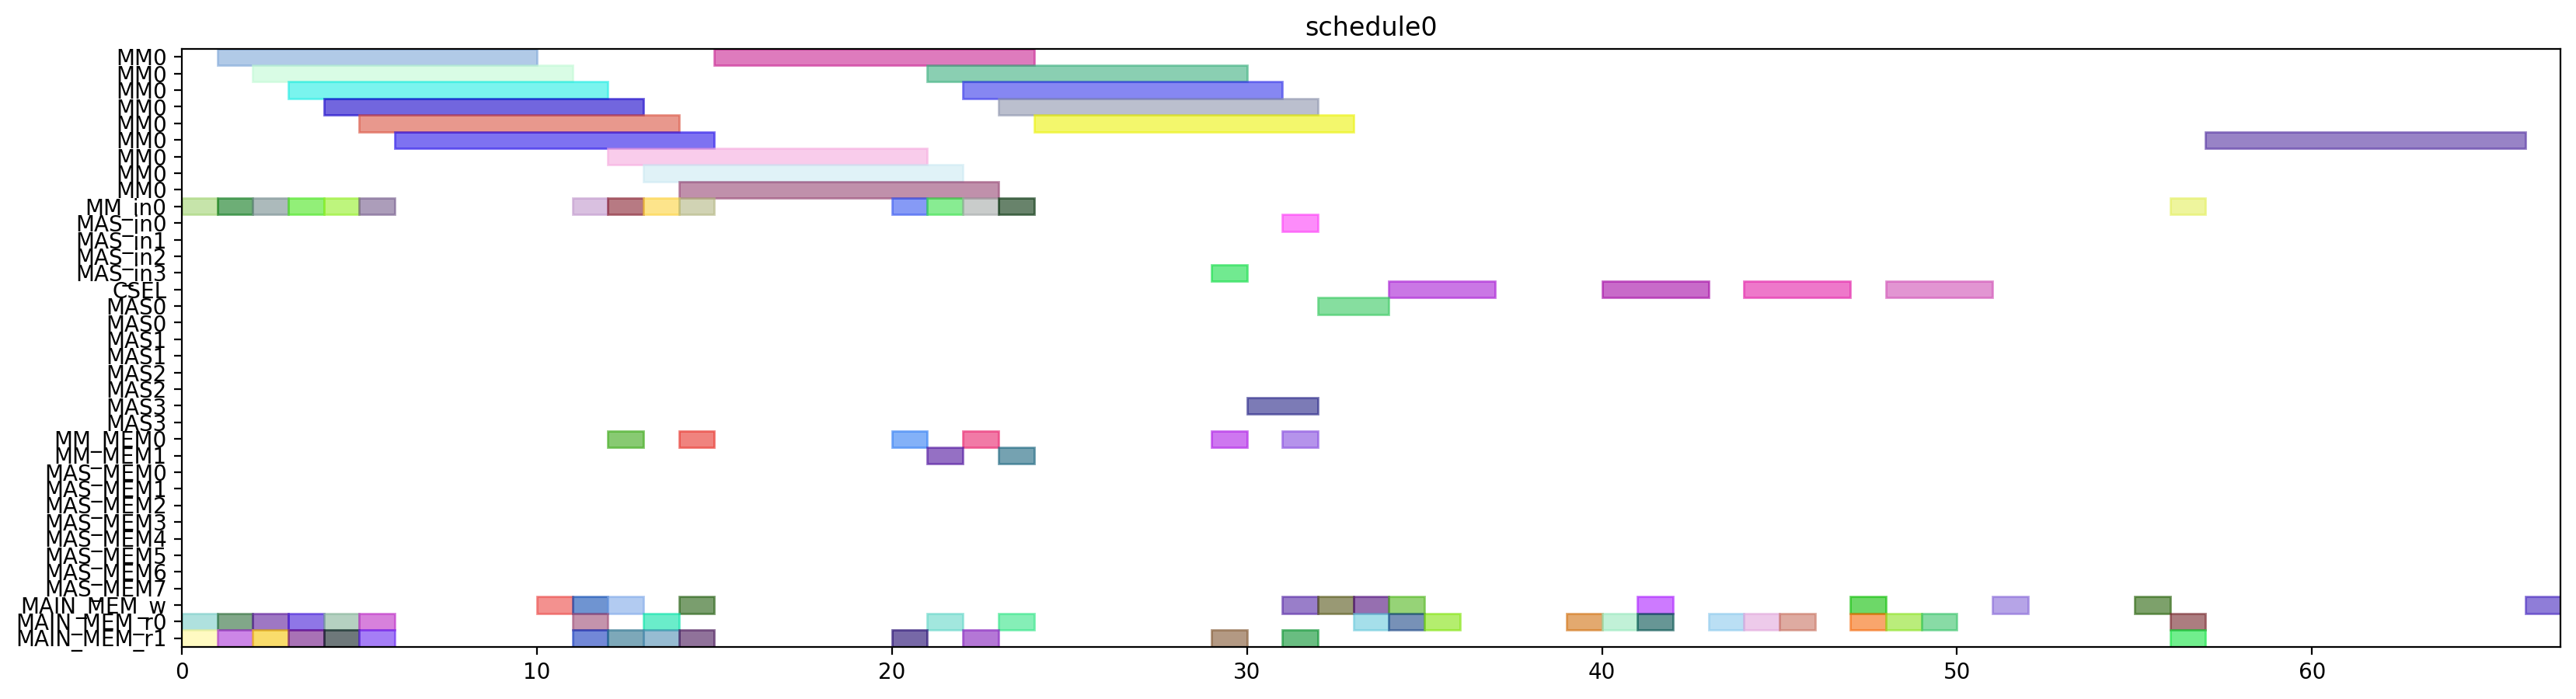 schedule0
MM0
MM0
MM0
MM0
MM0
MM0
MM0
MM0
MM0
MM_in0
MAS_in0
MAS_in1
MAS_in2
MAS_in3
CSEL
MAS0
MAS0
MAS1
MAS1
MAS2
MAS2
MAS3
MAS3
MM_MEM0
MM_MEM1
MAS_MEM0
MAS_MEM1
MAS_MEM2
MAS_MEM3
MAS_MEM4
MAS_MEM5
MAS_MEM6
MAS_MEM7
MAIN_MEM_w
MAIN_MEM_r0
MAIN_MEM_r1
0 10 20 30 40 50 60